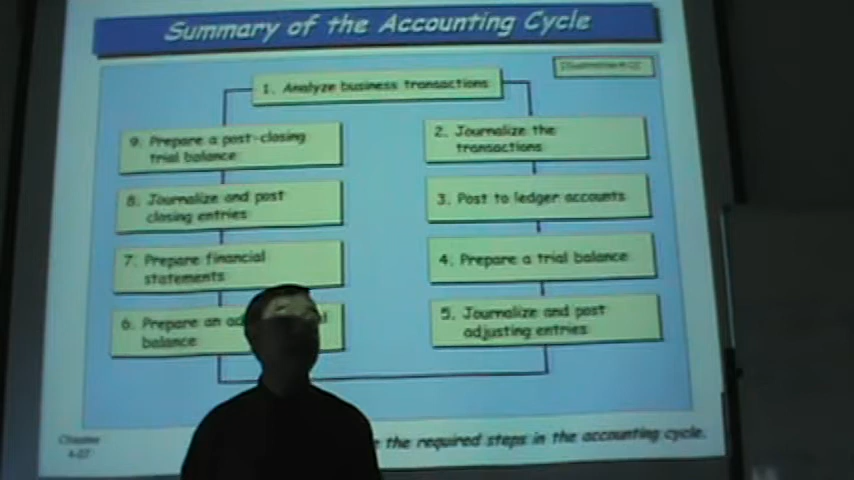 Summary of the Accounting Cycle
1. Analyze business transactions
2. Journalize the
transactions
3. Post to ledger accounts
4. Prepare a trial balance
5. Journalize and post
adjusting entries
6. Prepare an
balance
7. Prepare financial
statements
8. Journalize and post
closing entries
9. Prepare a post-closing
trial balance
Chapter
the required steps in the accounting cycle.